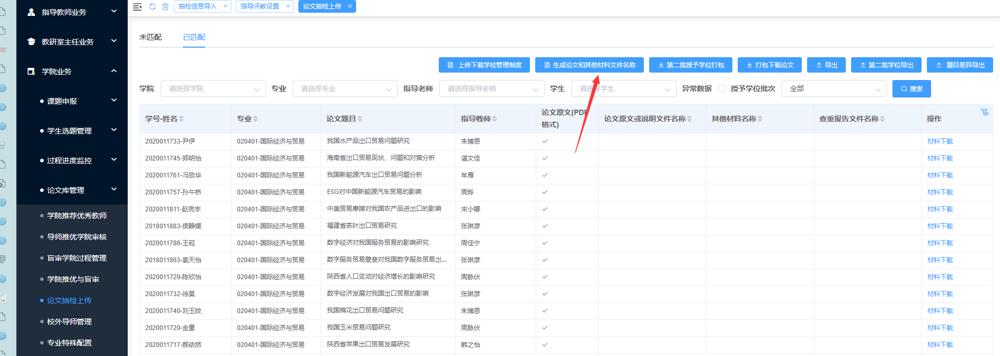 指导教师业务
教研室主任业务
学院业务
课题申报
学生选题管理
过程进度监控
论文库管理
学院推荐优秀教师
导师推优学院审核
盲审学院过程管理
学院推优与盲审
论文抽检上传
校外导师管理
专业特殊配置
抽检信息导入 ×
指导评教设置 ×
论文抽检上传 ×
未匹配 已匹配
上传下载学校管理制度 生成论文和其他材料文件名称 第二批授予学位打包 打包下载论文 导出 第二批学位导出 题目差异导出
学院 请选择学院 专业 请选择专业 指导老师 请选择指导老师 学生 请选择学生 异常数据 授予学位批次 全部 搜索
学号-姓名 专业 论文题目 指导教师 论文原文(PDF格式) 论文原文或说明文件名称 其他材料名称 查重报告文件名称 操作
2020011733-尹伊 020401-国际经济与贸易 我国水产品出口贸易问题研究 朱博恩 材料下载
2020011745-郑明怡 020401-国际经济与贸易 海南省出口贸易现状、问题和对策分析 谌文佳 材料下载
2020011761-冯致华 020401-国际经济与贸易 我国新能源汽车出口贸易问题分析 牟雁 材料下载
2020011757-孙午桥 020401-国际经济与贸易 ESG对中国新能源汽车贸易的影响 周烁 材料下载
2020011811-赵亮宇 020401-国际经济与贸易 中美贸易摩擦对我国农产品进出口的影响 宋小娜 材料下载
2018011883-侯静媛 020401-国际经济与贸易 福建省茶叶出口贸易研究 张琳彦 材料下载
2020011786-王崧 020401-国际经济与贸易 数字经济对我国服务贸易的影响研究 周佳宁 材料下载
2018011863-袁天怡 020401-国际经济与贸易 数字服务贸易壁垒对我国数字服务贸易出... 张琳彦 材料下载
2020011729-陈欣怡 020401-国际经济与贸易 陕西省人口变动对经济增长的影响研究 周脉伏 材料下载
2020011732-徐昊 020401-国际经济与贸易 数字经济发展对我国出口贸易的影响 张琳彦 材料下载
2020011740-刘玉姣 020401-国际经济与贸易 我国棉花出口贸易问题研究 朱博恩 材料下载
2020011720-金童 020401-国际经济与贸易 我国玉米贸易问题研究 周脉伏 材料下载
2020011717-郝依然 020401-国际经济与贸易 陕西省苹果出口贸易发展研究 韩之怡 材料下载